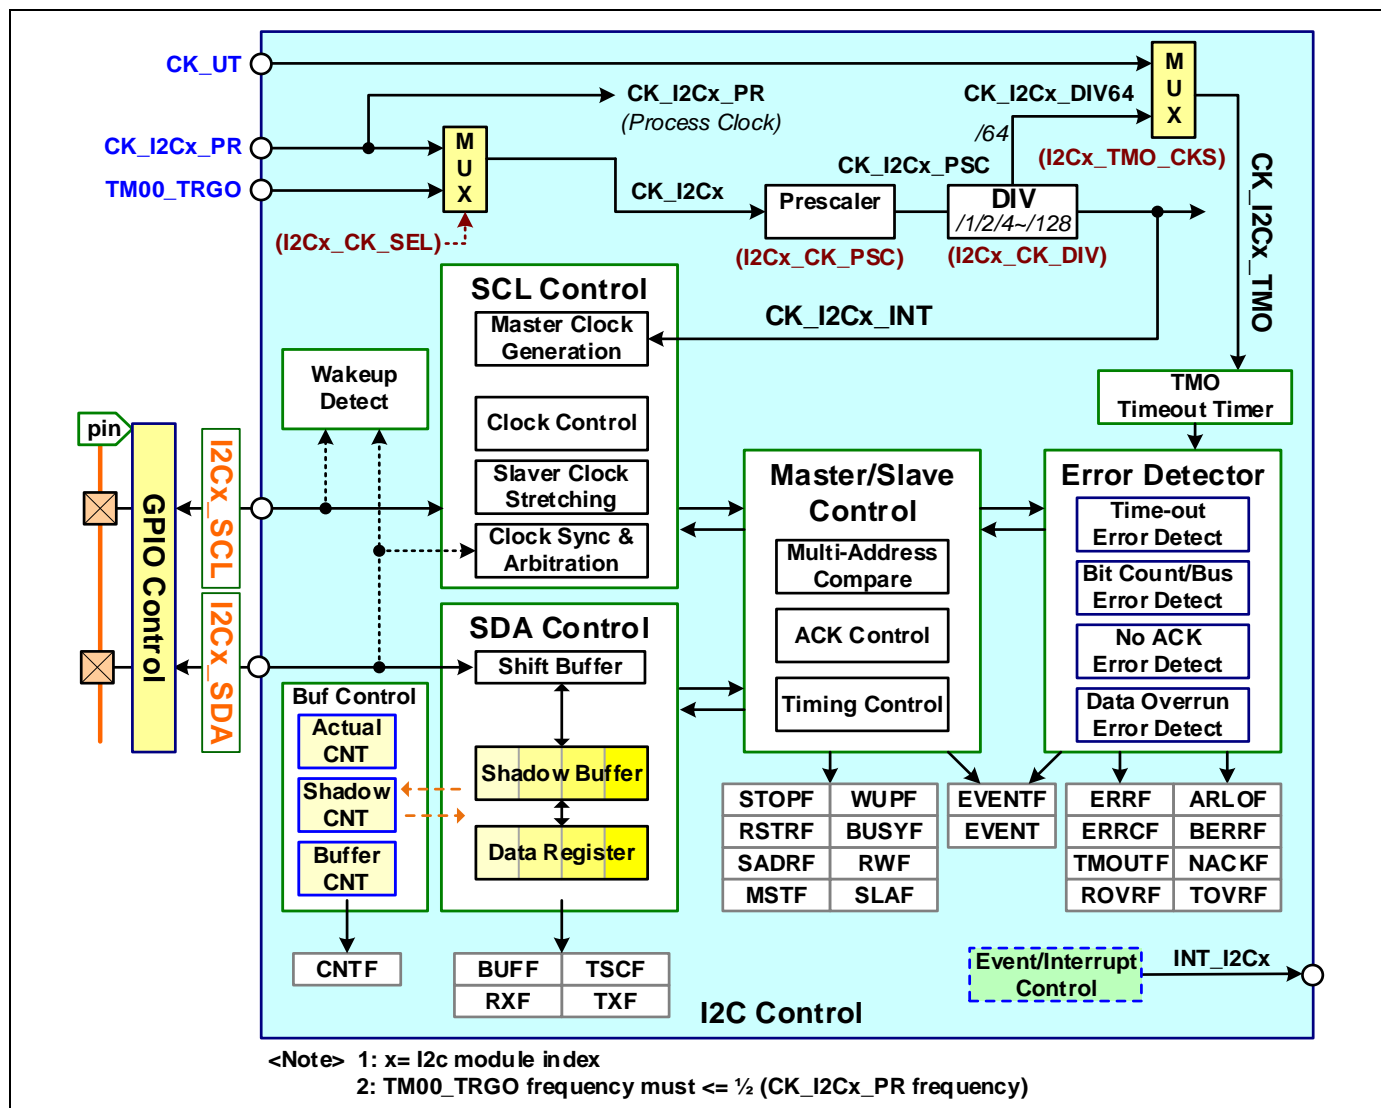 CK_UT
CK_I2Cx_PR
TM00_TRGO
CK_I2Cx_PR
(Process Clock)
M
U
X
(I2Cx_CK_SEL)
CK_I2Cx
Prescaler
(I2Cx_CK_PSC)
CK_I2Cx_PSC
DIV
/1/2/4~/128
(I2Cx_CK_DIV)
/64
CK_I2Cx_DIV64
M
U
X
(I2Cx_TMO_CKS)
CK_I2Cx_TMO
CK_I2Cx_INT
SCL Control
Master Clock
Generation
Clock Control
Slaver Clock
Stretching
Clock Sync &
Arbitration
Wakeup
Detect
pin
GPIO Control
I2Cx_SCL
I2Cx_SDA
TMO
Timeout Timer
Master/Slave
Control
Multi-Address
Compare
ACK Control
Timing Control
Error Detector
Time-out
Error Detect
Bit Count/Bus
Error Detect
No ACK
Error Detect
Data Overrun
Error Detect
SDA Control
Shift Buffer
Shadow Buffer
Data Register
Buf Control
Actual
CNT
Shadow
CNT
Buffer
CNT
STOPF WUPF
RSTRF BUSYF
SADRF RWF
MSTF SLAF
EVENTF
EVENT
ERRF ARLOF
ERRCF BERRF
TMOUTF NACKF
ROVRF TOVRF
CNTF
BUFF TSCF
RXF TXF
Event/Interrupt
Control
INT_I2Cx
I2C Control
<Note> 1: x= I2c module index
2: TM00_TRGO frequency must <= ½ (CK_I2Cx_PR frequency)